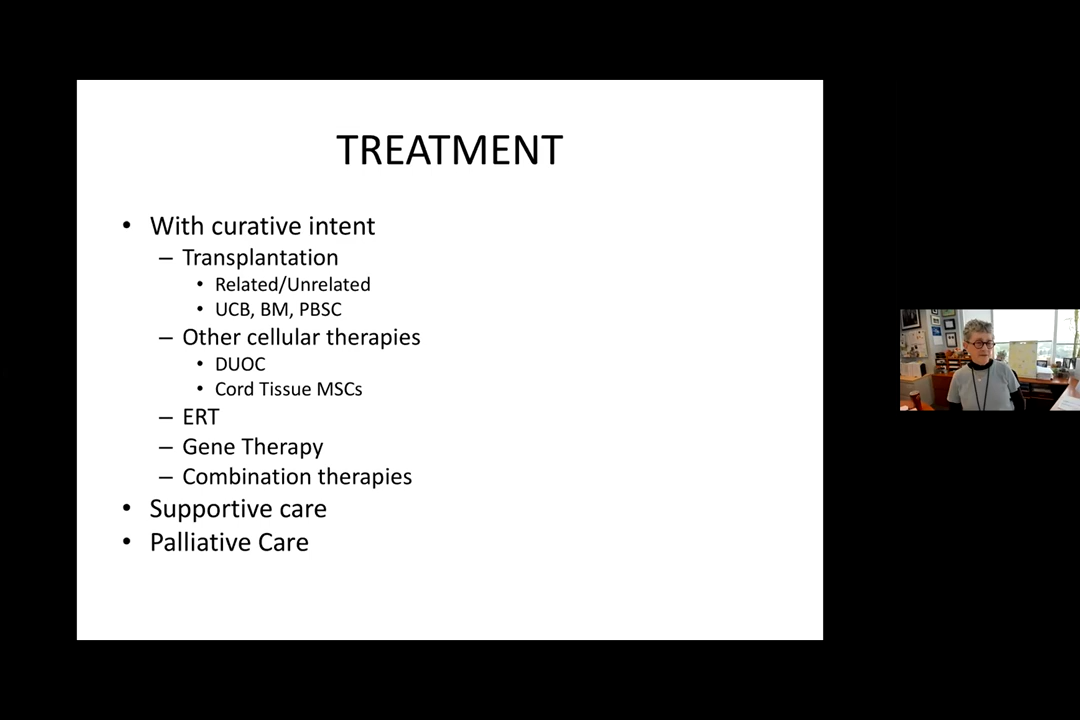 TREATMENT
• With curative intent
– Transplantation
• Related/Unrelated
• UCB, BM, PBSC
– Other cellular therapies
• DUOC
• Cord Tissue MSCs
– ERT
– Gene Therapy
– Combination therapies
• Supportive care
• Palliative Care